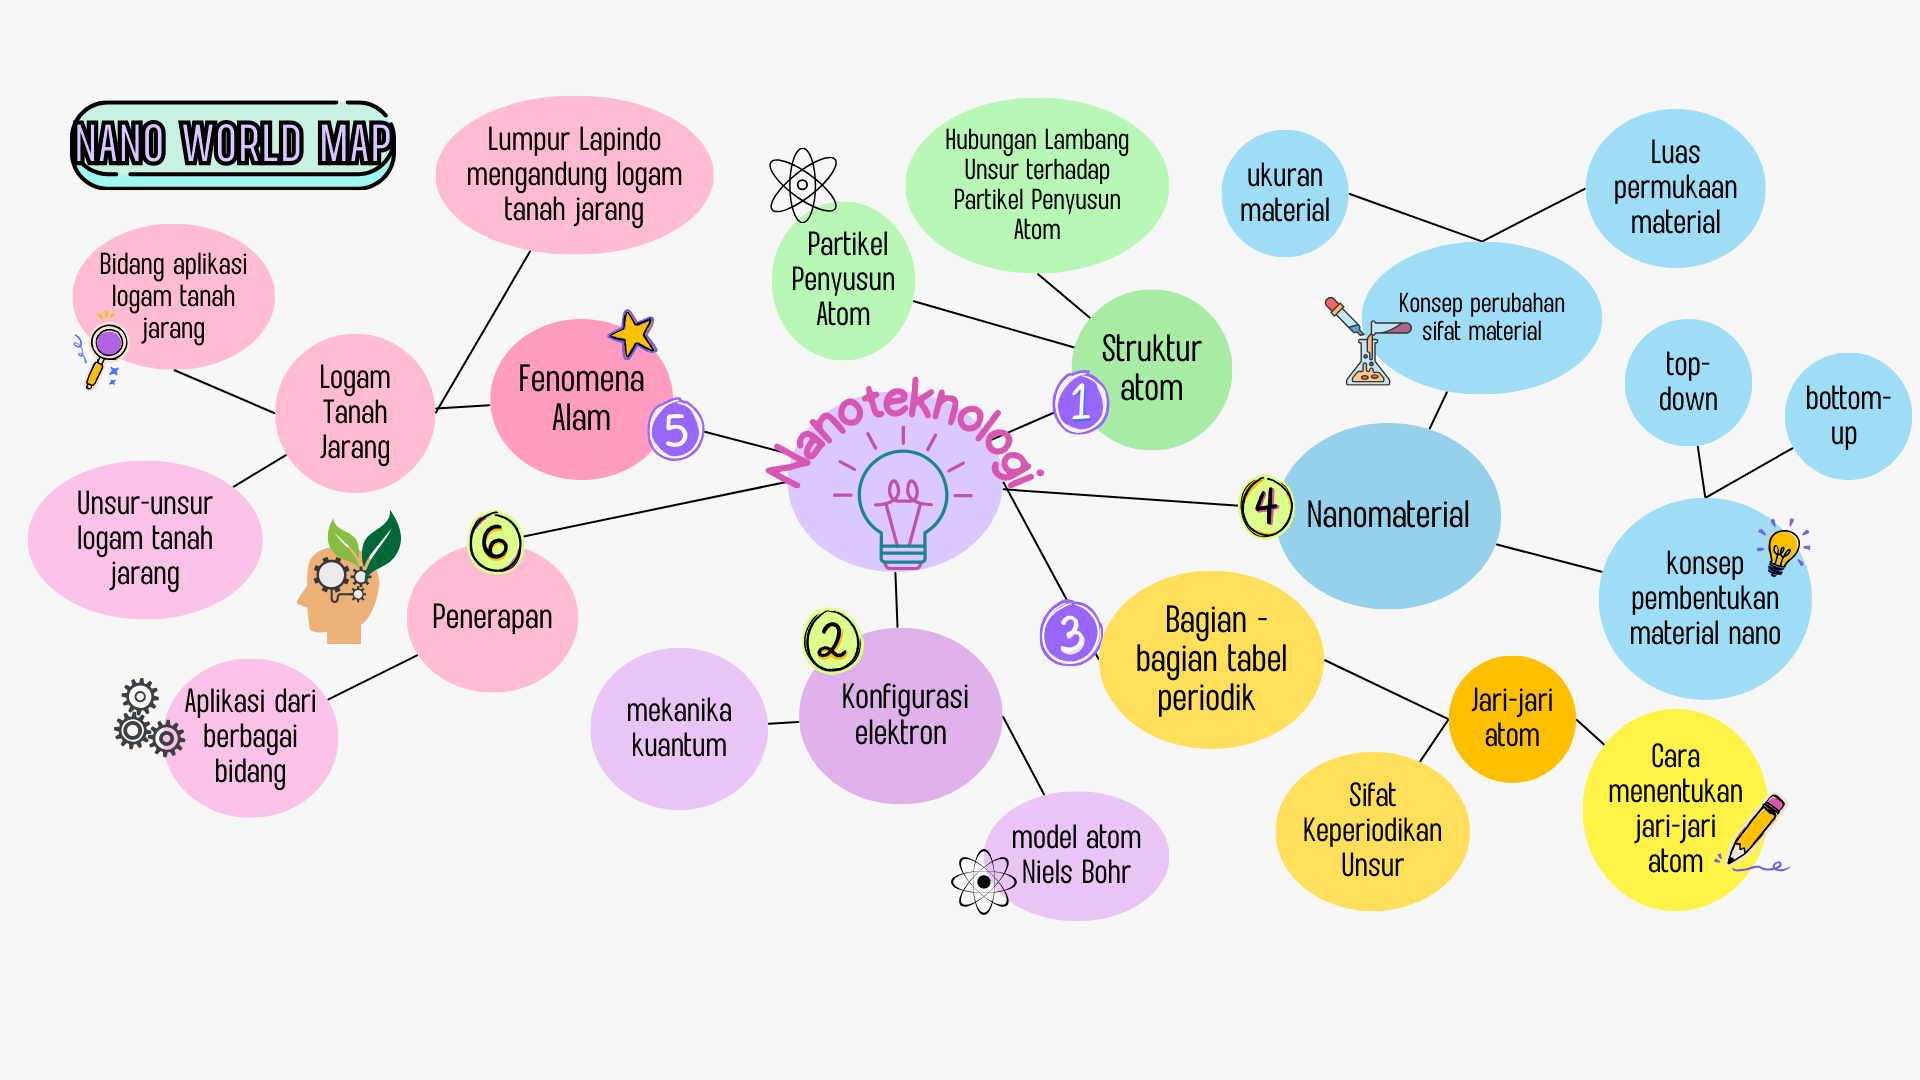 NANO WORLD MAP
Lumpur Lapindo
mengandung logam
tanah jarang
Bidang aplikasi
logam tanah
jarang
Logam
Tanah
Jarang
Unsur-unsur
logam tanah
jarang
Fenomena
Alam
5
6
Penerapan
Aplikasi dari
berbagai
bidang
Nanoteknologi
Hubungan Lambang
Unsur terhadap
Partikel Penyusun
Atom
Partikel
Penyusun
Atom
Struktur
atom
1
2
Konfigurasi
elektron
mekanika
kuantum
model atom
Niels Bohr
3
Bagian -
bagian tabel
periodik
Jari-jari
atom
Sifat
Keperiodikan
Unsur
Cara
menentukan
jari-jari
atom
4
Nanomaterial
ukuran
material
Luas
permukaan
material
Konsep perubahan
sifat material
top-
down
bottom-
up
konsep
pembentukan
material nano